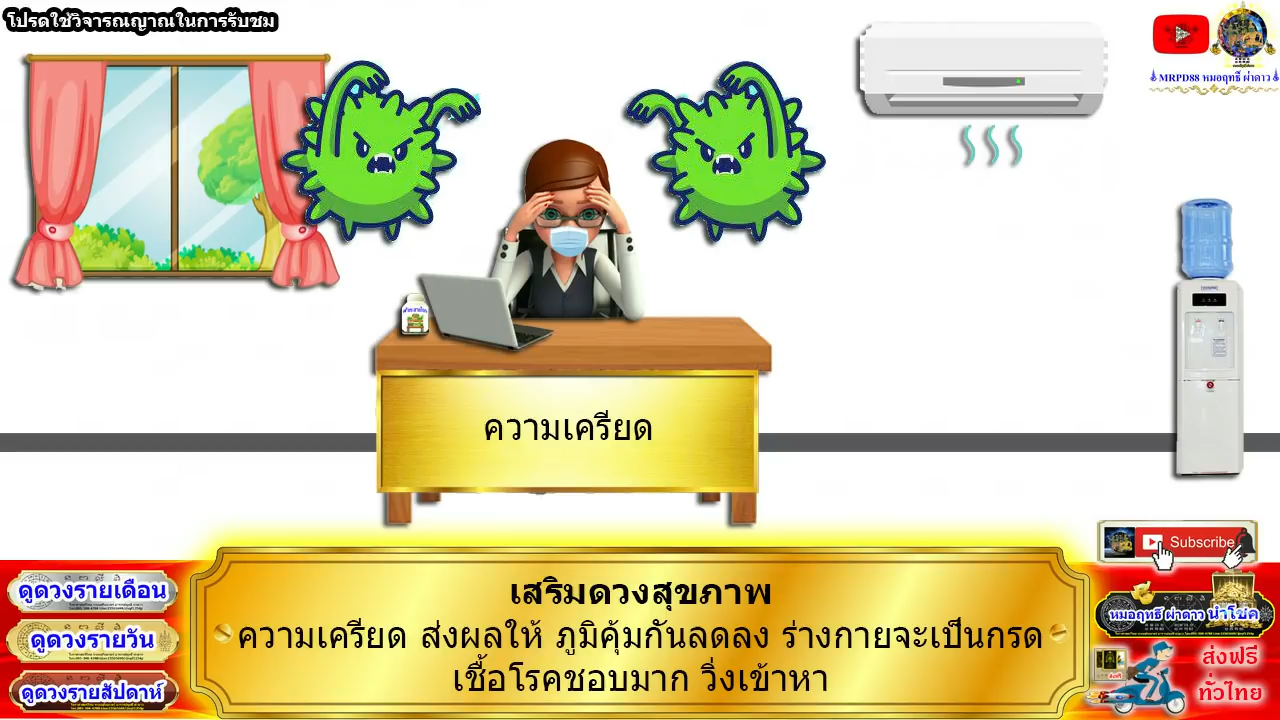 โปรดใช้วิจารณญาณในการรับชม
MRPD88 หมอฤทธิ์ ผ่าดาว
ความเครียด
เสริมดวงสุขภาพ
ความเครียด ส่งผลให้ ภูมิคุ้มกันลดลง ร่างกายจะเป็นกรด
เชื้อโรคชอบมาก วิ่งเข้าหา
ดูดวงรายเดือน
ดูดวงรายวัน
ดูดวงรายสัปดาห์
Subscribe
หมอฤทธิ์ ผ่าดาว นำโชค
ส่งฟรี
ทั่วไทย